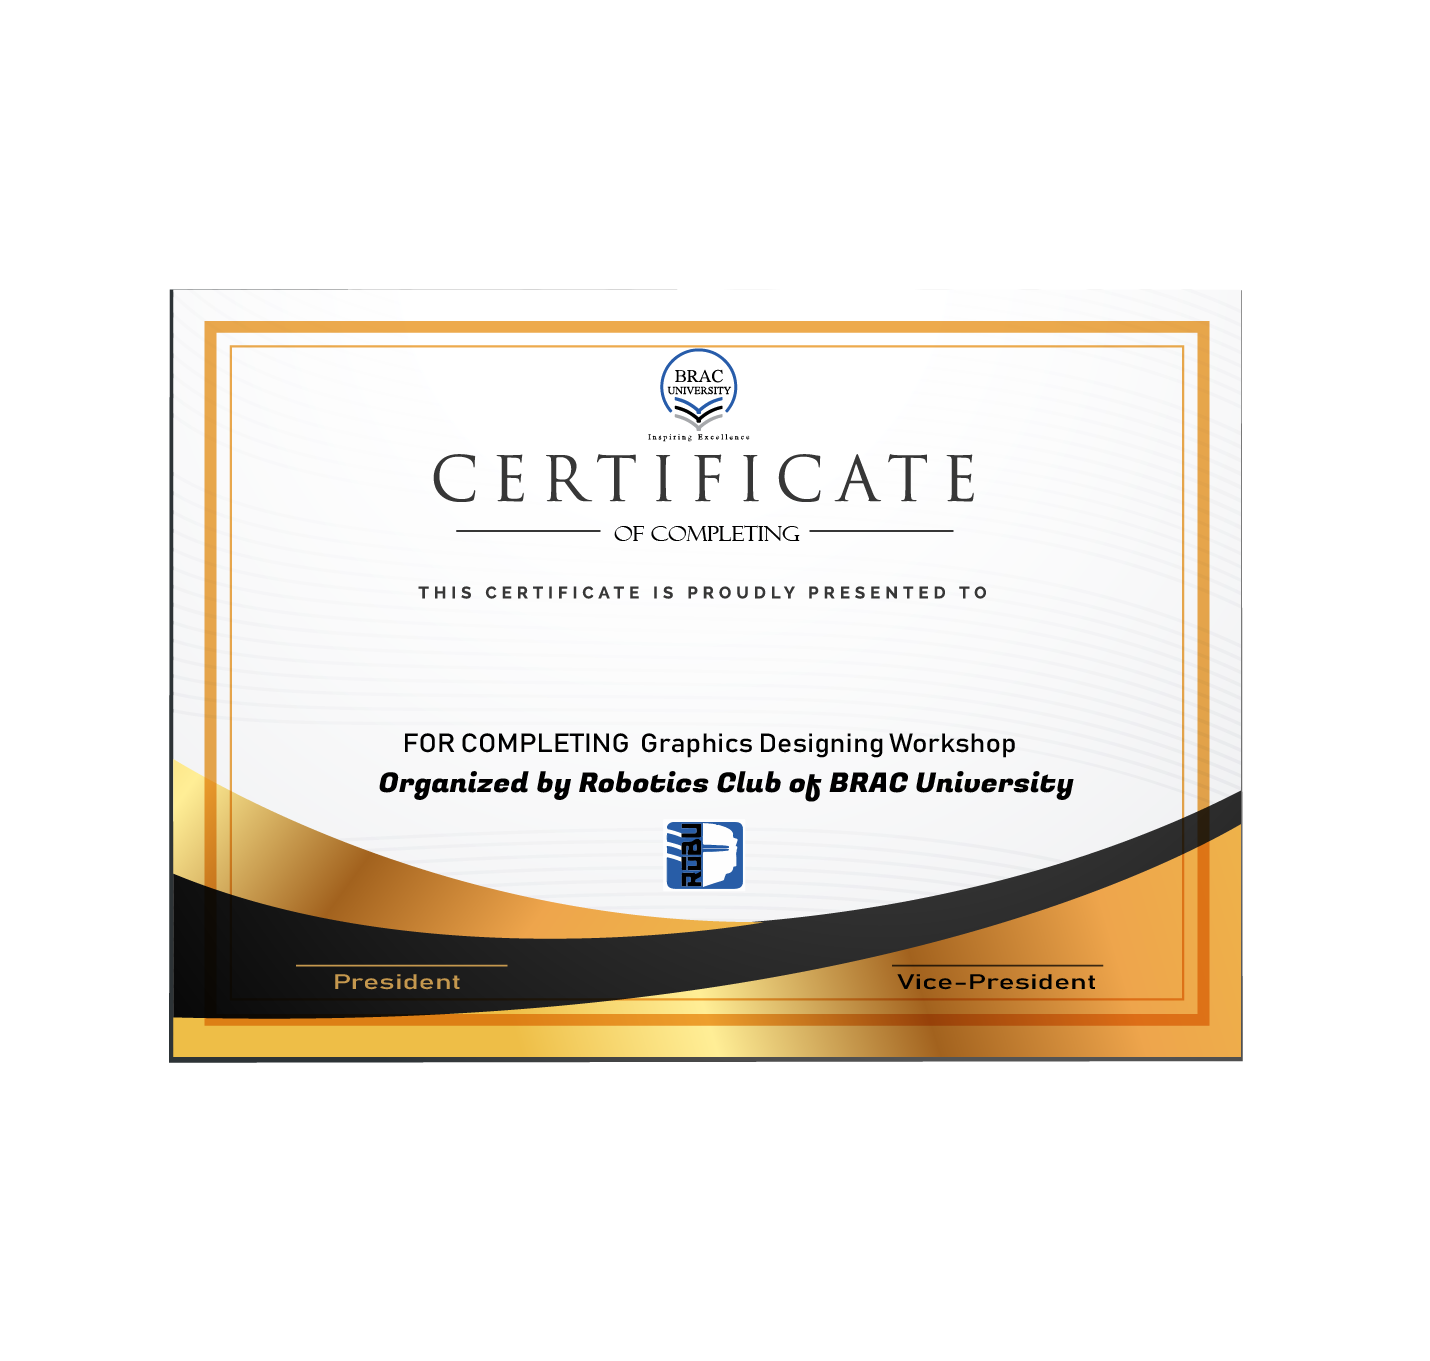 BRAC
UNIVERSITY
Inspiring Excellence
CERTIFICATE
OF COMPLETING
THIS CERTIFICATE IS PROUDLY PRESENTED TO
FOR COMPLETING Graphics Designing Workshop
Organized by Robotics Club of BRAC University
ROBU
President
Vice-President